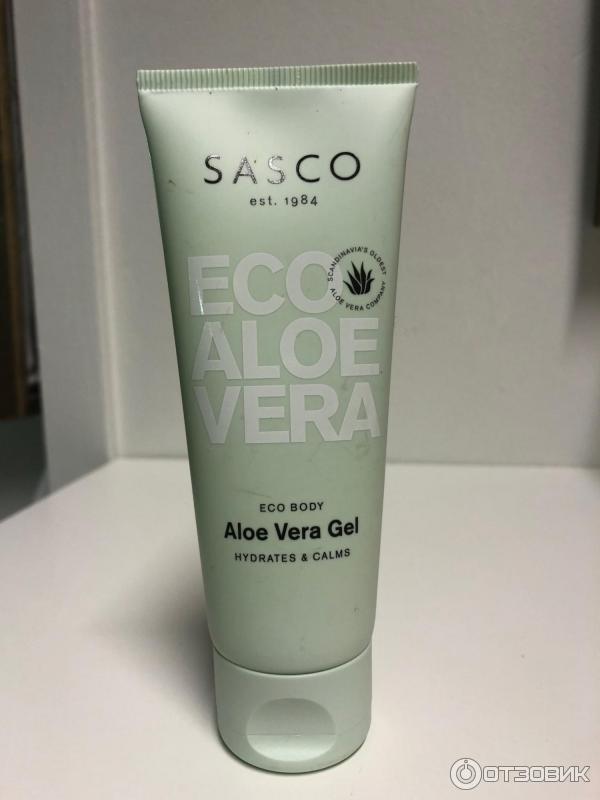 SASCO
est. 1984
ECO
SCANDINAVIA'S OLDEST
ALOE VERA COMPANY
ALOE
VERA
ECO BODY
Aloe Vera Gel
HYDRATES & CALMS
ОТЗОВИК